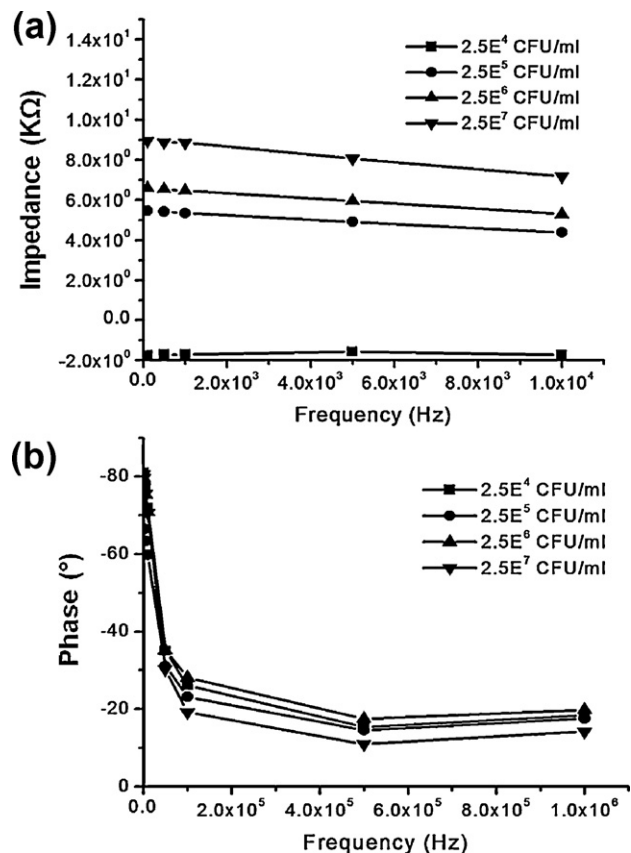 (a)
2.5E⁴ CFU/ml
2.5E⁵ CFU/ml
2.5E⁶ CFU/ml
2.5E⁷ CFU/ml
Impedance (KΩ)
1.4x10¹
1.2x10¹
1.0x10¹
8.0x10⁰
6.0x10⁰
4.0x10⁰
2.0x10⁰
0.0
-2.0x10⁰
0.0
2.0x10³
4.0x10³
6.0x10³
8.0x10³
1.0x10⁴
Frequency (Hz)
(b)
2.5E⁴ CFU/ml
2.5E⁵ CFU/ml
2.5E⁶ CFU/ml
2.5E⁷ CFU/ml
Phase (°)
-80
-60
-40
-20
0
0.0
2.0x10⁵
4.0x10⁵
6.0x10⁵
8.0x10⁵
1.0x10⁶
Frequency (Hz)